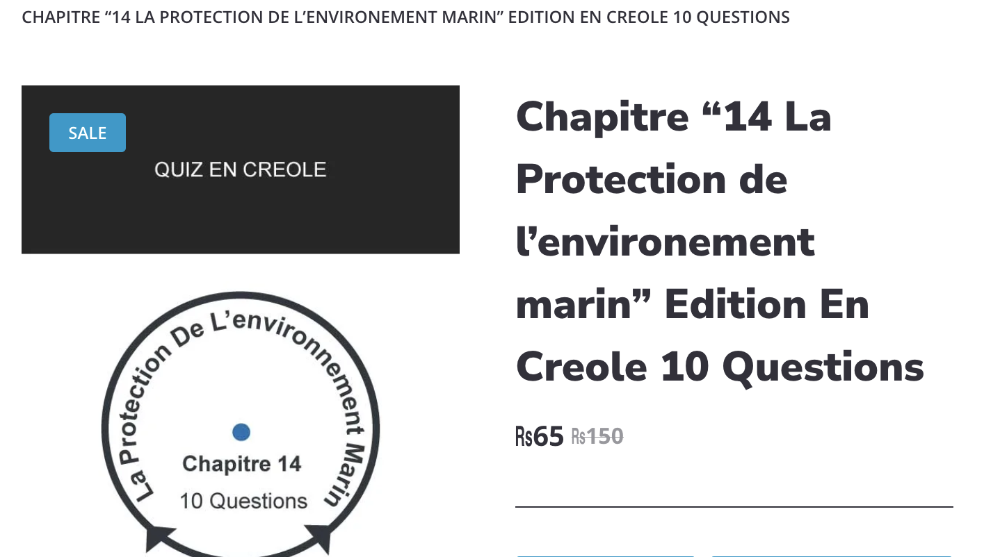 CHAPITRE “14 LA PROTECTION DE L’ENVIRONEMENT MARIN” EDITION EN CREOLE 10 QUESTIONS
SALE
QUIZ EN CREOLE
La Protection De L’environnement Marin
Chapitre 14
10 Questions
Chapitre “14 La
Protection de
l’environement
marin” Edition En
Creole 10 Questions
₨65 ₨150